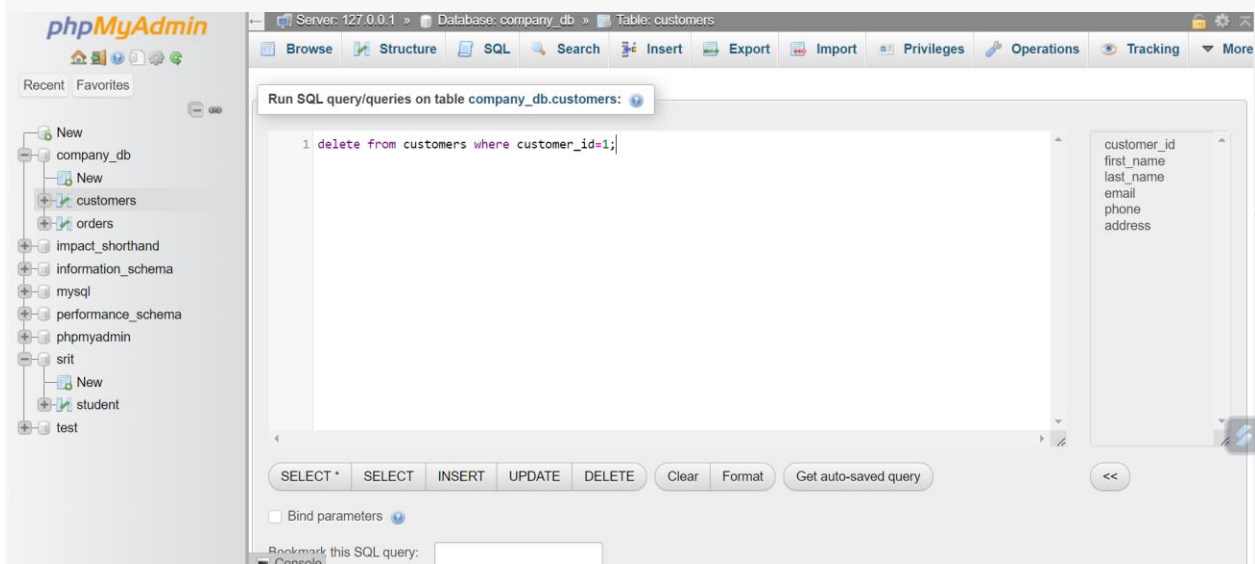 phpMyAdmin
Recent Favorites
New
company_db
New
customers
orders
impact_shorthand
information_schema
mysql
performance_schema
phpmyadmin
srit
New
student
test
Server: 127.0.0.1 » Database: company_db » Table: customers
Browse Structure SQL Search Insert Export Import Privileges Operations Tracking More
Run SQL query/queries on table company_db.customers:
1 delete from customers where customer_id=1;
customer_id
first_name
last_name
email
phone
address
SELECT * SELECT INSERT UPDATE DELETE Clear Format Get auto-saved query <<
Bind parameters
Bookmark this SQL query:
Console